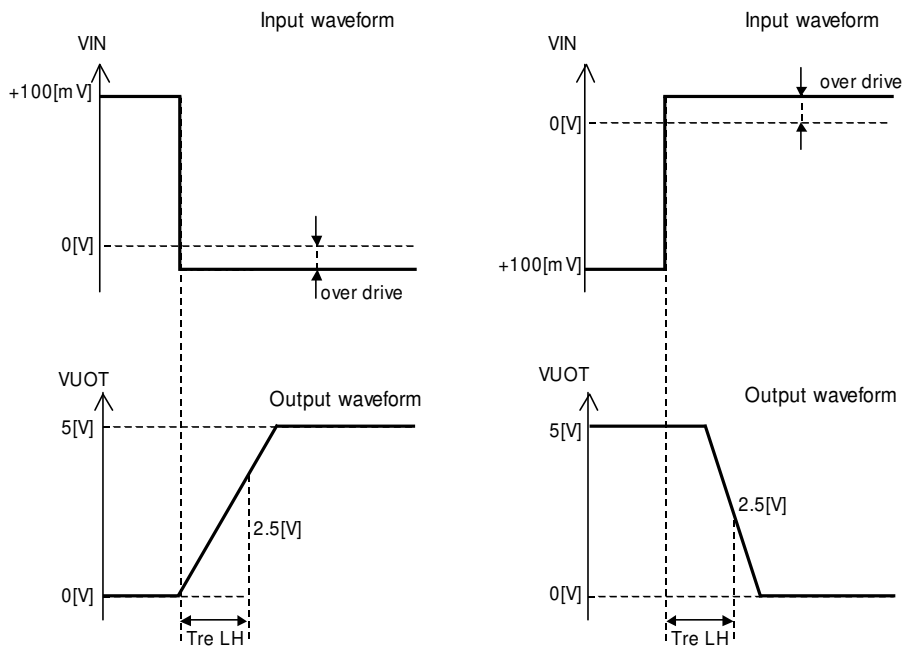 Input waveform
VIN
+100[mV]
0[V]
over drive
Input waveform
VIN
over drive
0[V]
+100[mV]
VUOT
Output waveform
5[V]
2.5[V]
0[V]
Tre LH
VUOT
Output waveform
5[V]
2.5[V]
0[V]
Tre LH